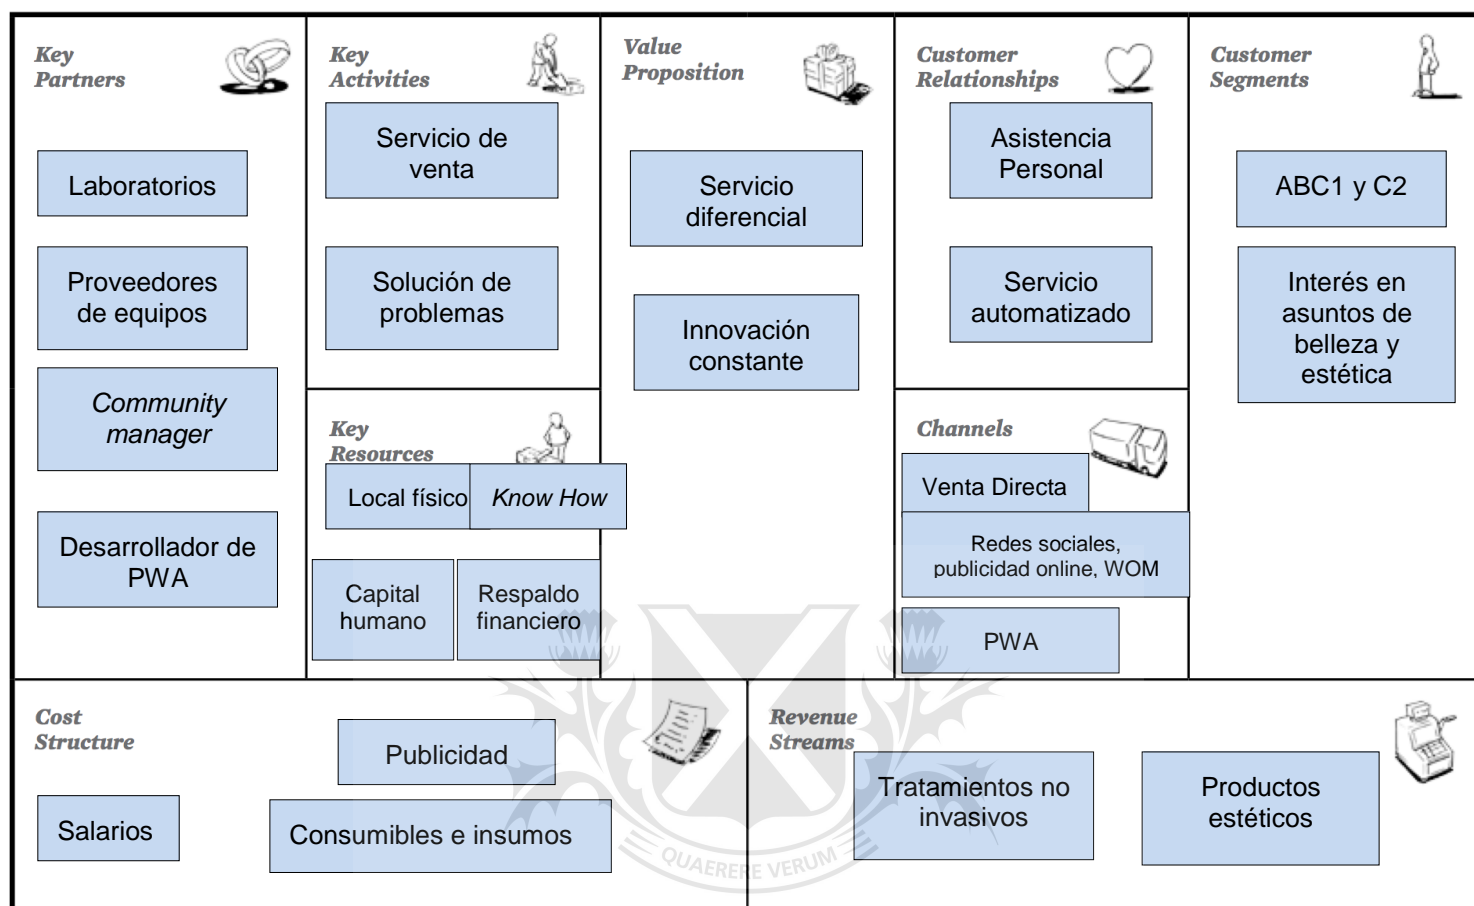 Key
Partners
Laboratorios
Proveedores
de equipos
Community
manager
Desarrollador de
PWA
Key
Activities
Servicio de
venta
Solución de
problemas
Key
Resources
Local físico
Know How
Capital
humano
Respaldo
financiero
Value
Proposition
Servicio
diferencial
Innovación
constante
Customer
Relationships
Asistencia
Personal
Servicio
automatizado
Channels
Venta Directa
Redes sociales,
publicidad online, WOM
PWA
Customer
Segments
ABC1 y C2
Interés en
asuntos de
belleza y
estética
Cost
Structure
Publicidad
Salarios
Consumibles e insumos
Revenue
Streams
Tratamientos no
invasivos
Productos
estéticos
QUAERERE VERUM